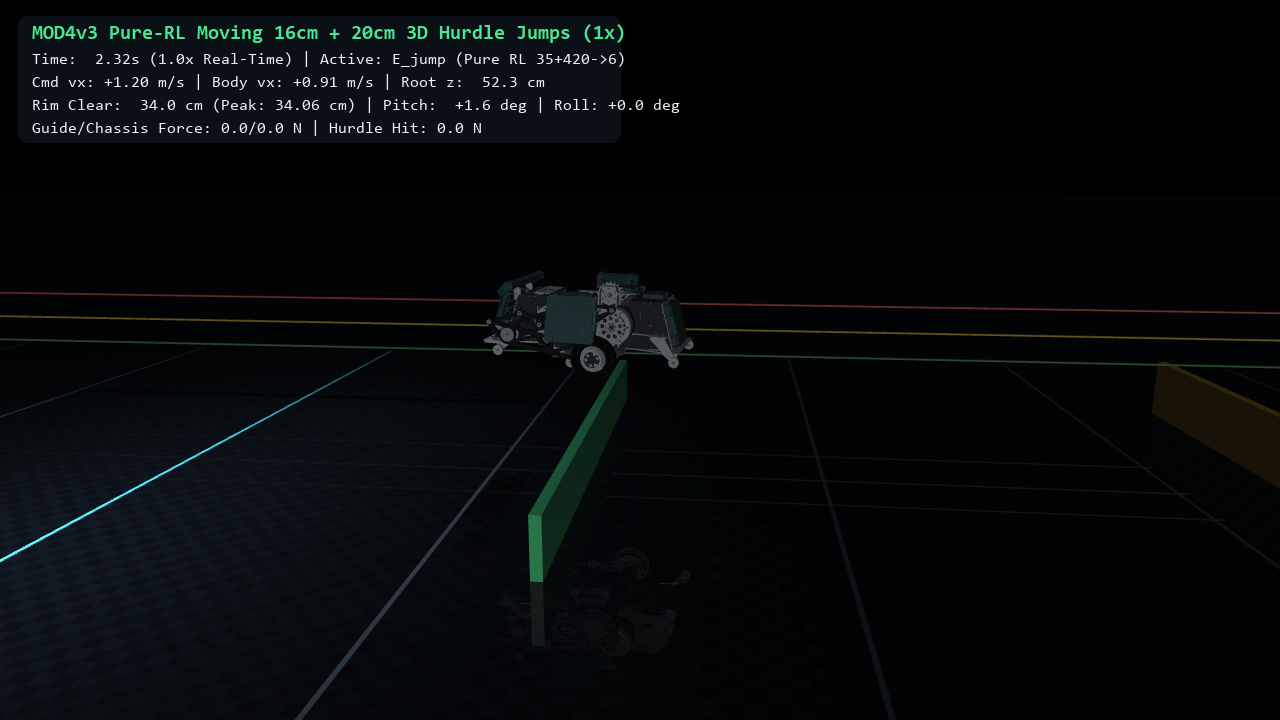 MOD4v3 Pure-RL Moving 16cm + 20cm 3D Hurdle Jumps (1x)
Time:  2.32s (1.0x Real-Time) | Active: E_jump (Pure RL 35+420->6)
Cmd vx: +1.20 m/s | Body vx: +0.91 m/s | Root z:  52.3 cm
Rim Clear:  34.0 cm (Peak: 34.06 cm) | Pitch:  +1.6 deg | Roll: +0.0 deg
Guide/Chassis Force: 0.0/0.0 N | Hurdle Hit: 0.0 N